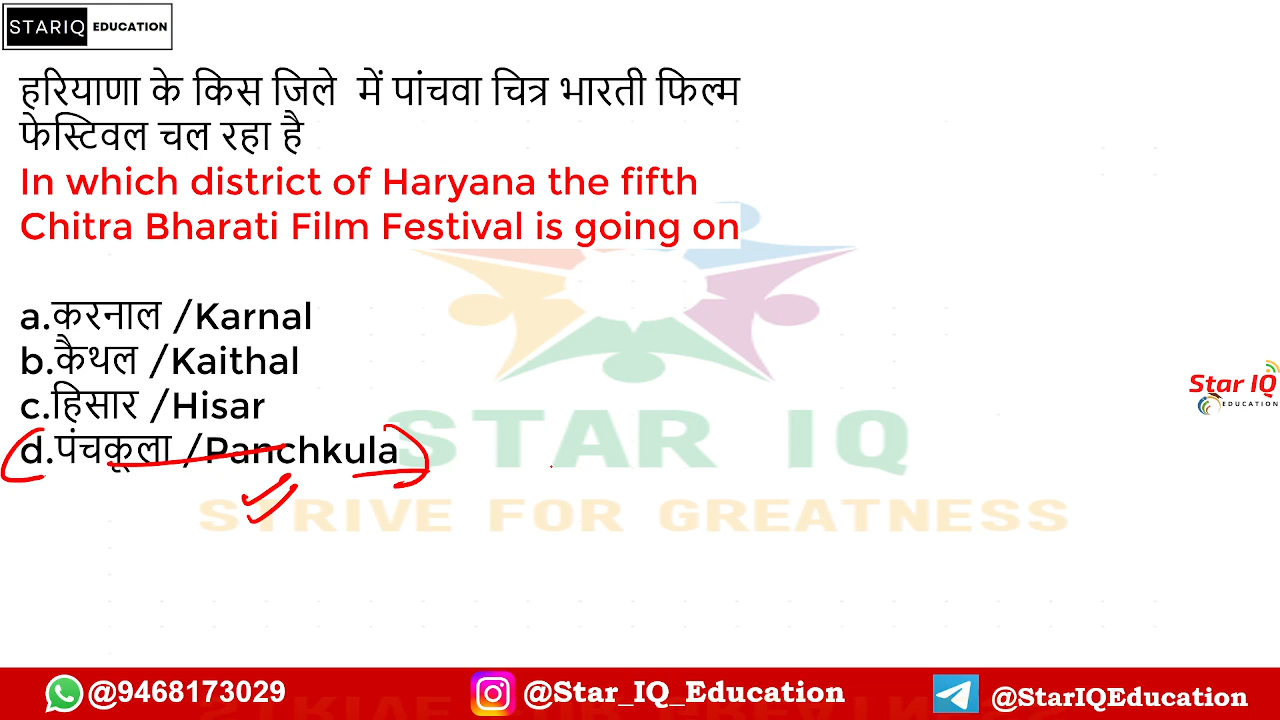 STARIQ EDUCATION
हरियाणा के किस जिले में पांचवा चित्र भारती फिल्म
फेस्टिवल चल रहा है
In which district of Haryana the fifth
Chitra Bharati Film Festival is going on
a.करनाल /Karnal
b.कैथल /Kaithal
c.हिसार /Hisar
d.पंचकूला /Panchkula
STAR IQ
STRIVE FOR GREATNESS
Star IQ
EDUCATION
@9468173029 @Star_IQ_Education @StarIQEducation